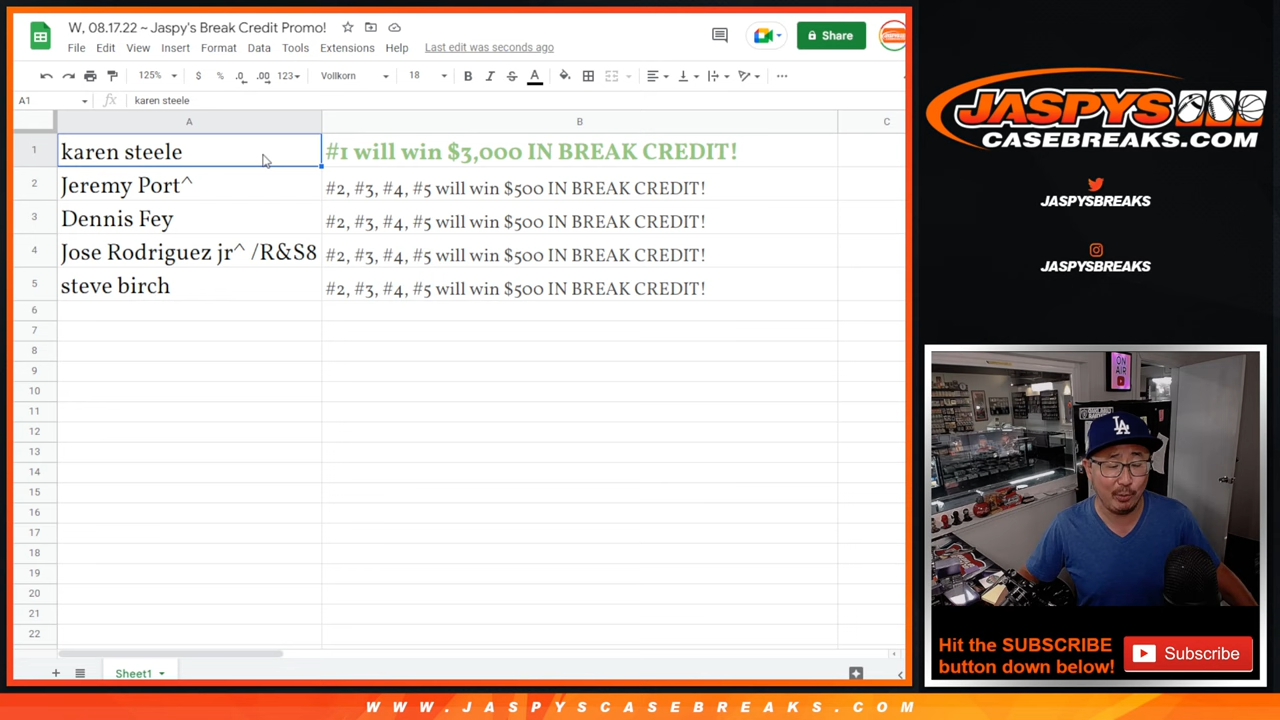 W, 08.17.22 ~ Jaspy's Break Credit Promo!
File Edit View Insert Format Data Tools Extensions Help Last edit was seconds ago
Share
125% $ % .0 .00 123 Vollkorn 18 B I S A
A1 fx karen steele
A B C
1 karen steele #1 will win $3,000 IN BREAK CREDIT!
2 Jeremy Port^ #2, #3, #4, #5 will win $500 IN BREAK CREDIT!
3 Dennis Fey #2, #3, #4, #5 will win $500 IN BREAK CREDIT!
4 Jose Rodriguez jr^ /R&S8 #2, #3, #4, #5 will win $500 IN BREAK CREDIT!
5 steve birch #2, #3, #4, #5 will win $500 IN BREAK CREDIT!
6
7
8
9
10
11
12
13
14
15
16
17
18
19
20
21
22
Sheet1
JASPYS
CASEBREAKS.COM
JASPYSBREAKS
JASPYSBREAKS
ON
AIR
LA
Hit the SUBSCRIBE
button down below!
Subscribe
WWW.JASPYSCASEBREAKS.COM